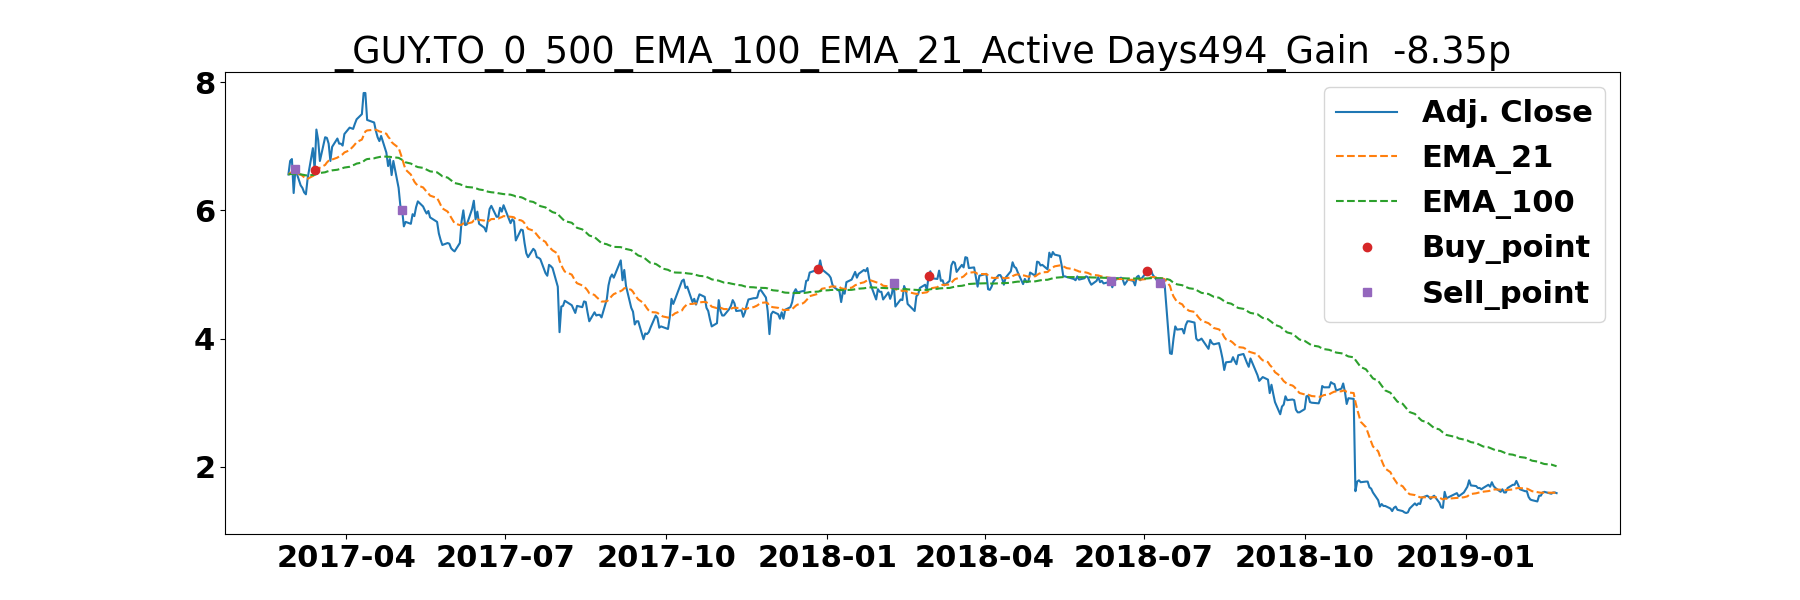 _GUY.TO_0_500_EMA_100_EMA_21_Active Days494_Gain  -8.35p
8
6
4
2
Adj. Close
EMA_21
EMA_100
Buy_point
Sell_point
2017-04 2017-07 2017-10 2018-01 2018-04 2018-07 2018-10 2019-01